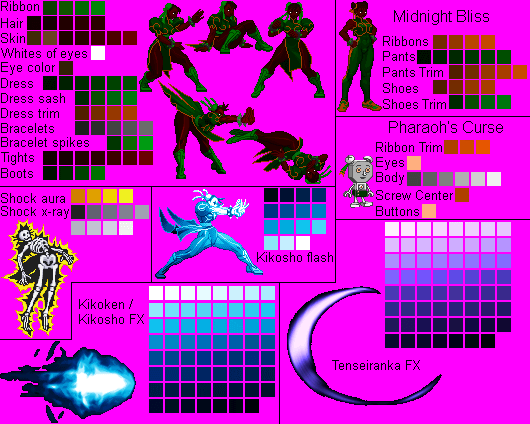 Ribbon
Hair
Skin
Whites of eyes
Eye color
Dress
Dress sash
Dress trim
Bracelets
Bracelet spikes
Tights
Boots
Midnight Bliss
Ribbons
Pants
Pants Trim
Shoes
Shoes Trim
Pharaoh's Curse
Ribbon Trim
Eyes
Body
Screw Center
Buttons
Shock aura
Shock x-ray
Kikosho flash
Kikoken /
Kikosho FX
Tenseiranka FX